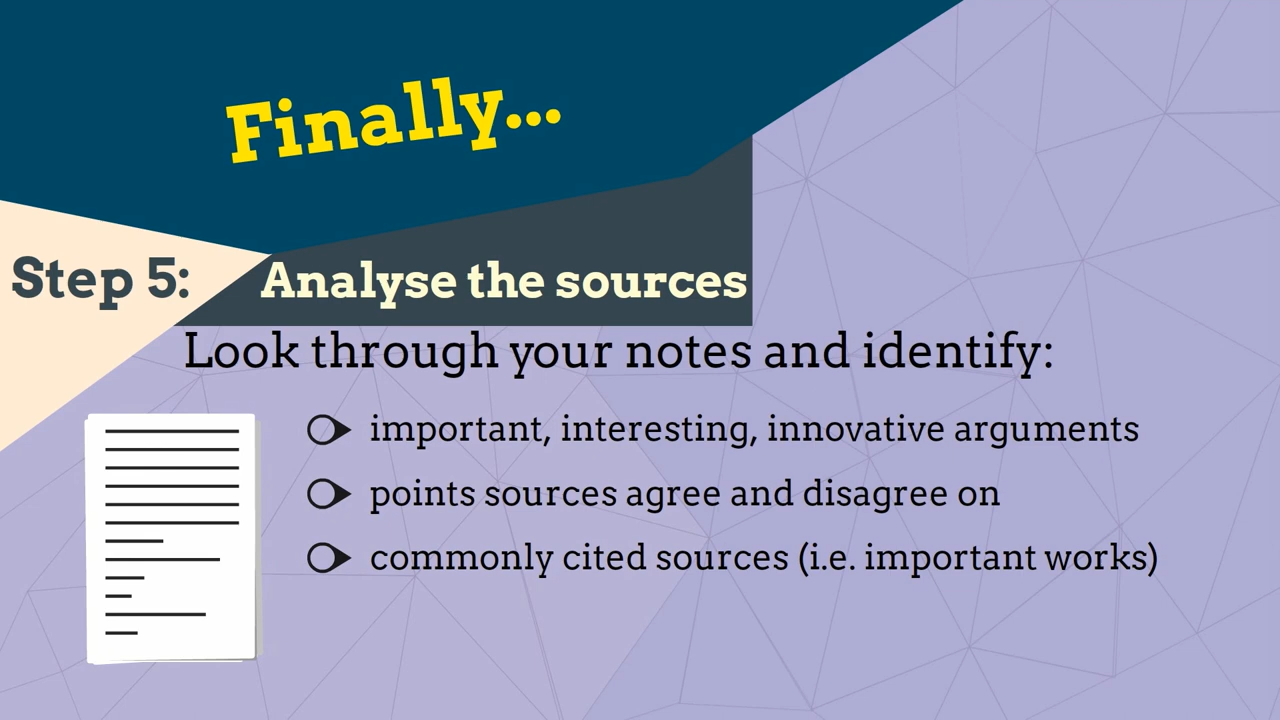 Finally...
Step 5: Analyse the sources
Look through your notes and identify:
important, interesting, innovative arguments
points sources agree and disagree on
commonly cited sources (i.e. important works)